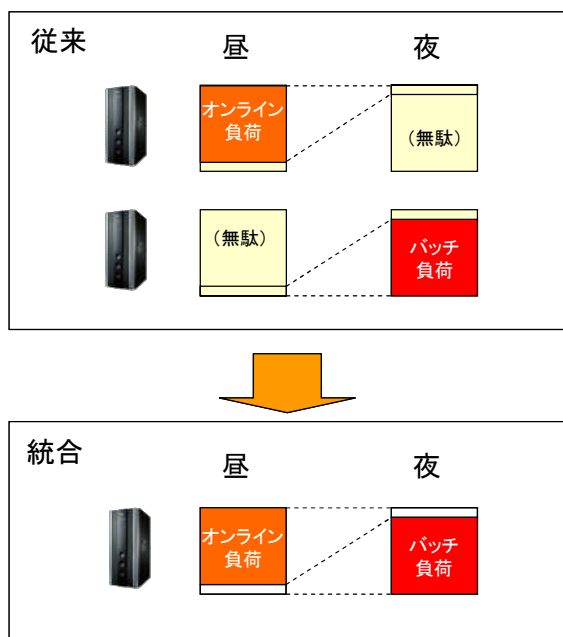 従来
昼
夜
オンライン
負荷
（無駄）
（無駄）
バッチ
負荷
統合
昼
夜
オンライン
負荷
バッチ
負荷